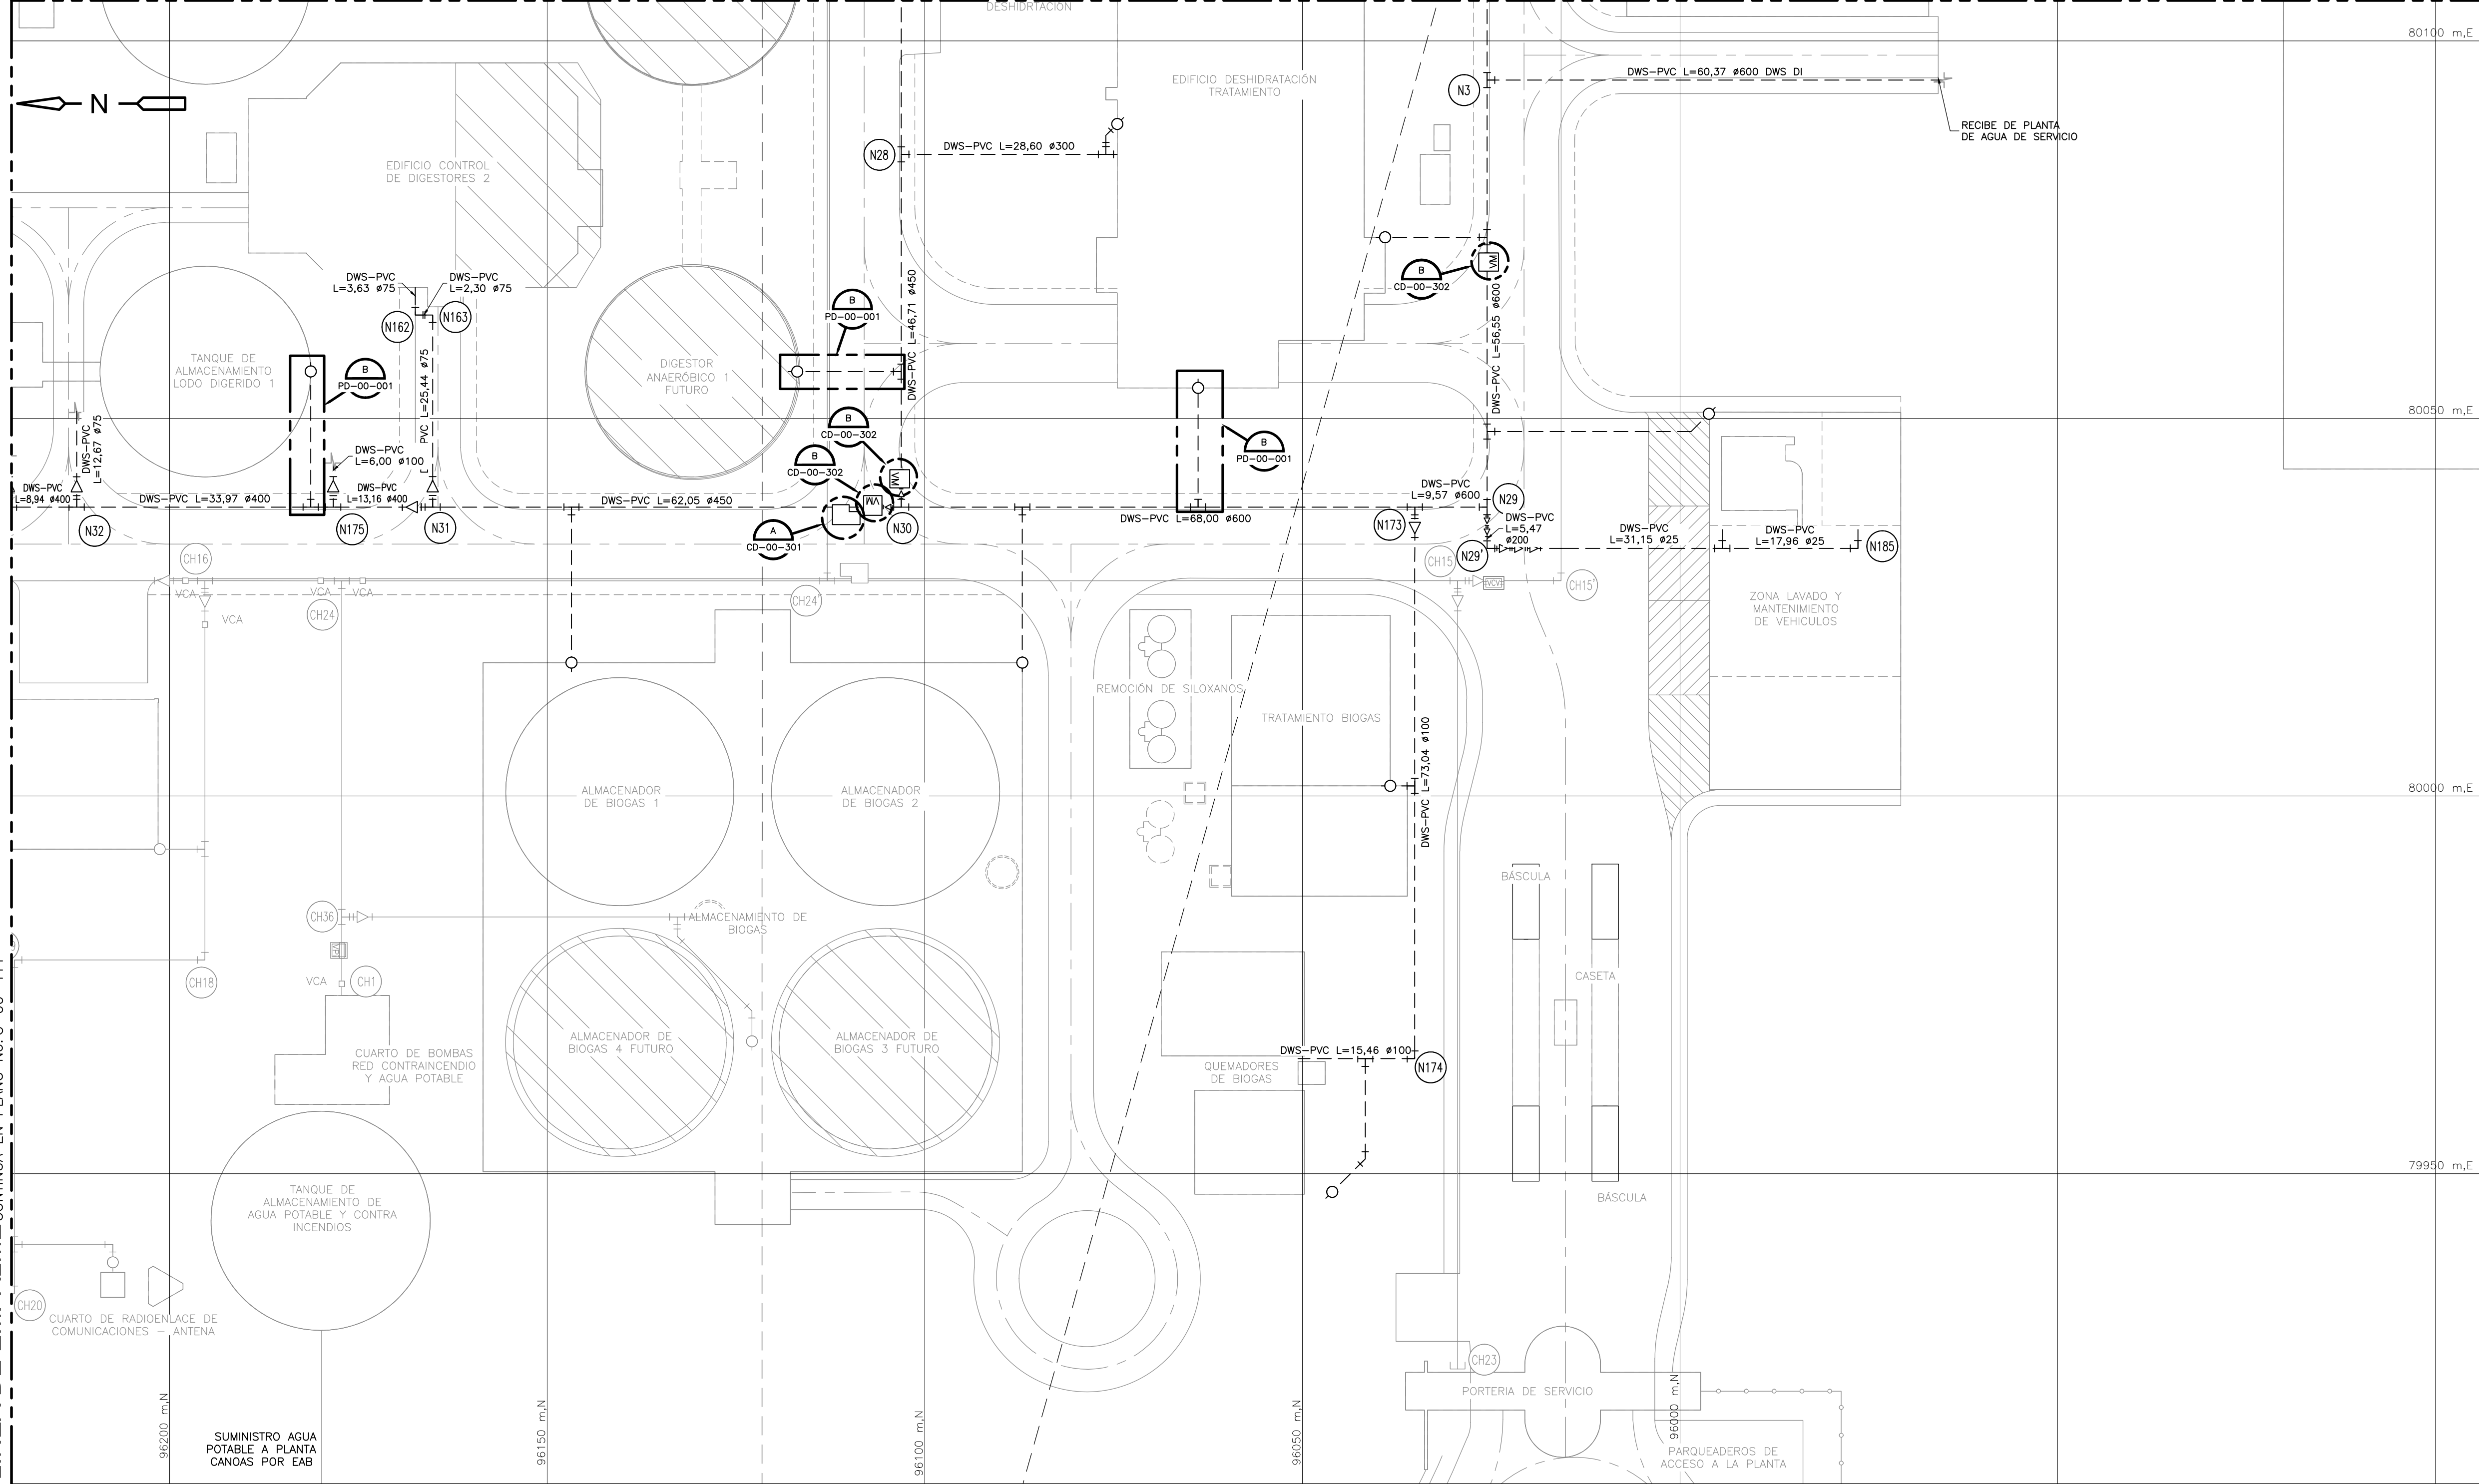 DESHIDRTACIÓN
80100 m,E
DWS-PVC L=60,37 ø600 DWS DI
EDIFICIO DESHIDRATACIÓN
TRATAMIENTO
N3
N
RECIBE DE PLANTA
DE AGUA DE SERVICIO
DWS-PVC L=28,60 ø300
N28
EDIFICIO CONTROL
DE DIGESTORES 2
B
CD-00-302
VM
DWS-PVC
L=3,63 ø75
DWS-PVC
L=2,30 ø75
N162
N163
B
PD-00-001
DWS-PVC L=46,71 ø450
DWS-PVC L=56,55 ø600
TANQUE DE
ALMACENAMIENTO
LODO DIGERIDO 1
B
PD-00-001
DWS-PVC L=25,44 ø75
DIGESTOR
ANAERÓBICO 1
FUTURO
B
CD-00-302
B
CD-00-302
B
PD-00-001
80050 m,E
DWS-PVC
L=12,67 ø75
DWS-PVC
L=6,00 ø100
VM
VM
DWS-PVC
L=8,94 ø400
DWS-PVC L=33,97 ø400
DWS-PVC
L=13,16 ø400
DWS-PVC L=62,05 ø450
DWS-PVC
L=9,57 ø600
N29
N32
N175
N31
A
CD-00-301
N30
DWS-PVC L=68,00 ø600
N173
DWS-PVC
L=5,47
ø200
N29'
DWS-PVC
L=31,15 ø25
DWS-PVC
L=17,96 ø25
N185
CH16
CH15
VCV
CH15'
VCA
VCA
VCA
CH24
CH24'
VCA
ZONA LAVADO Y
MANTENIMIENTO
DE VEHICULOS
REMOCIÓN DE SILOXANOS
TRATAMIENTO BIOGAS
DWS-PVC L=73,04 ø100
80000 m,E
ALMACENADOR
DE BIOGAS 1
ALMACENADOR
DE BIOGAS 2
BÁSCULA
CH36
ALMACENAMIENTO DE
BIOGAS
CH18
VCA
CH1
CASETA
CUARTO DE BOMBAS
RED CONTRAINCENDIO
Y AGUA POTABLE
ALMACENADOR DE
BIOGAS 4 FUTURO
ALMACENADOR DE
BIOGAS 3 FUTURO
DWS-PVC L=15,46 ø100
QUEMADORES
DE BIOGAS
N174
79950 m,E
TANQUE DE
ALMACENAMIENTO DE
AGUA POTABLE Y CONTRA
INCENDIOS
BÁSCULA
CH20
CUARTO DE RADIOENLACE DE
COMUNICACIONES - ANTENA
CH23
PORTERIA DE SERVICIO
96200 m,N
96150 m,N
96100 m,N
96050 m,N
96000 m,N
SUMINISTRO AGUA
POTABLE A PLANTA
CANOAS POR EAB
PARQUEADEROS DE
ACCESO A LA PLANTA